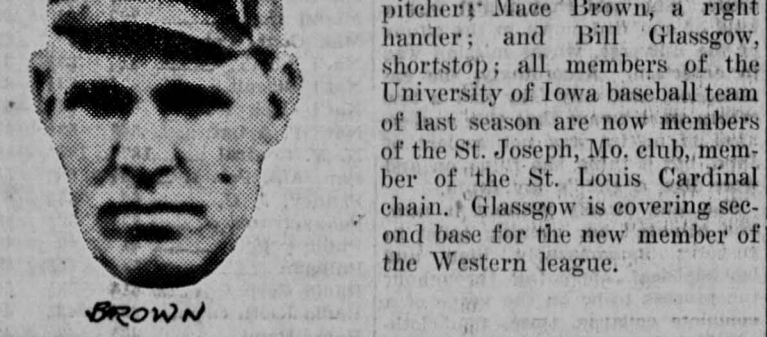 pitcher; Mace Brown, a right
hander; and Bill Glassgow,
shortstop; all members of the
University of Iowa baseball team
of last season are now members
of the St. Joseph, Mo. club, mem-
ber of the St. Louis Cardinal
chain. Glassgow is covering sec-
ond base for the new member of
the Western league.
BROWN